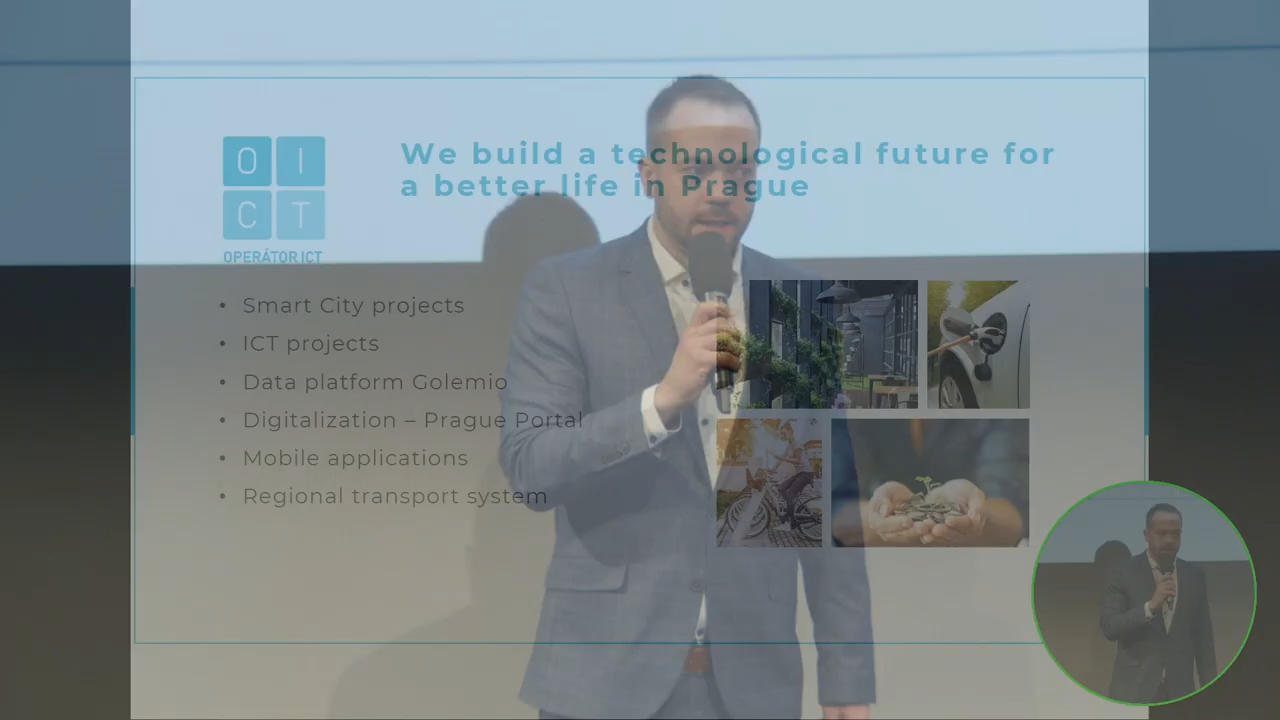 O I
C T
OPERÁTOR ICT
We build a technological future for
a better life in Prague
• Smart City projects
• ICT projects
• Data platform Golemio
• Digitalization – Prague Portal
• Mobile applications
• Regional transport system